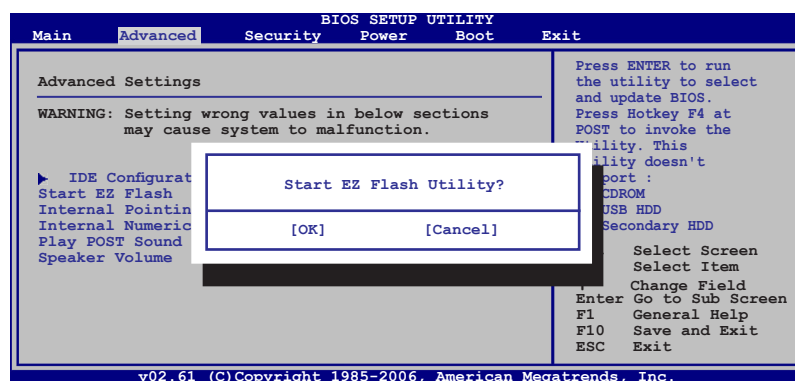 BIOS SETUP UTILITY
Main Advanced Security Power Boot Exit
Advanced Settings
WARNING: Setting wrong values in below sections
may cause system to malfunction.
IDE Configurat
Start EZ Flash
Internal Pointin
Internal Numeric
Play POST Sound
Speaker Volume
Start EZ Flash Utility?
[OK] [Cancel]
Press ENTER to run
the utility to select
and update BIOS.
Press Hotkey F4 at
POST to invoke the
ility. This
ility doesn't
port :
CDROM
USB HDD
Secondary HDD
Select Screen
Select Item
Change Field
Enter Go to Sub Screen
F1 General Help
F10 Save and Exit
ESC Exit
v02.61 (C)Copyright 1985-2006, American Megatrends, Inc.